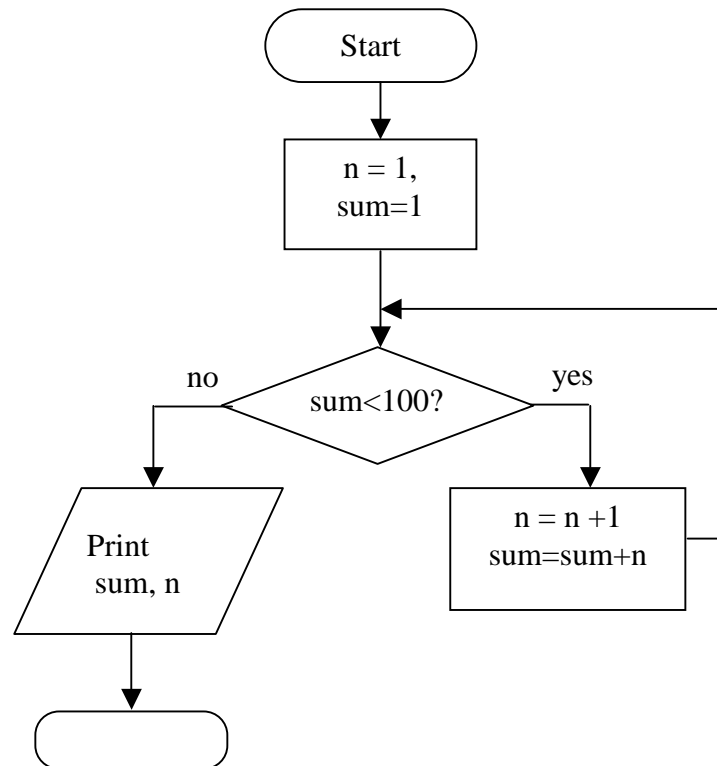 Start
n = 1,
sum=1
no
yes
sum<100?
n = n +1
sum=sum+n
Print
sum, n